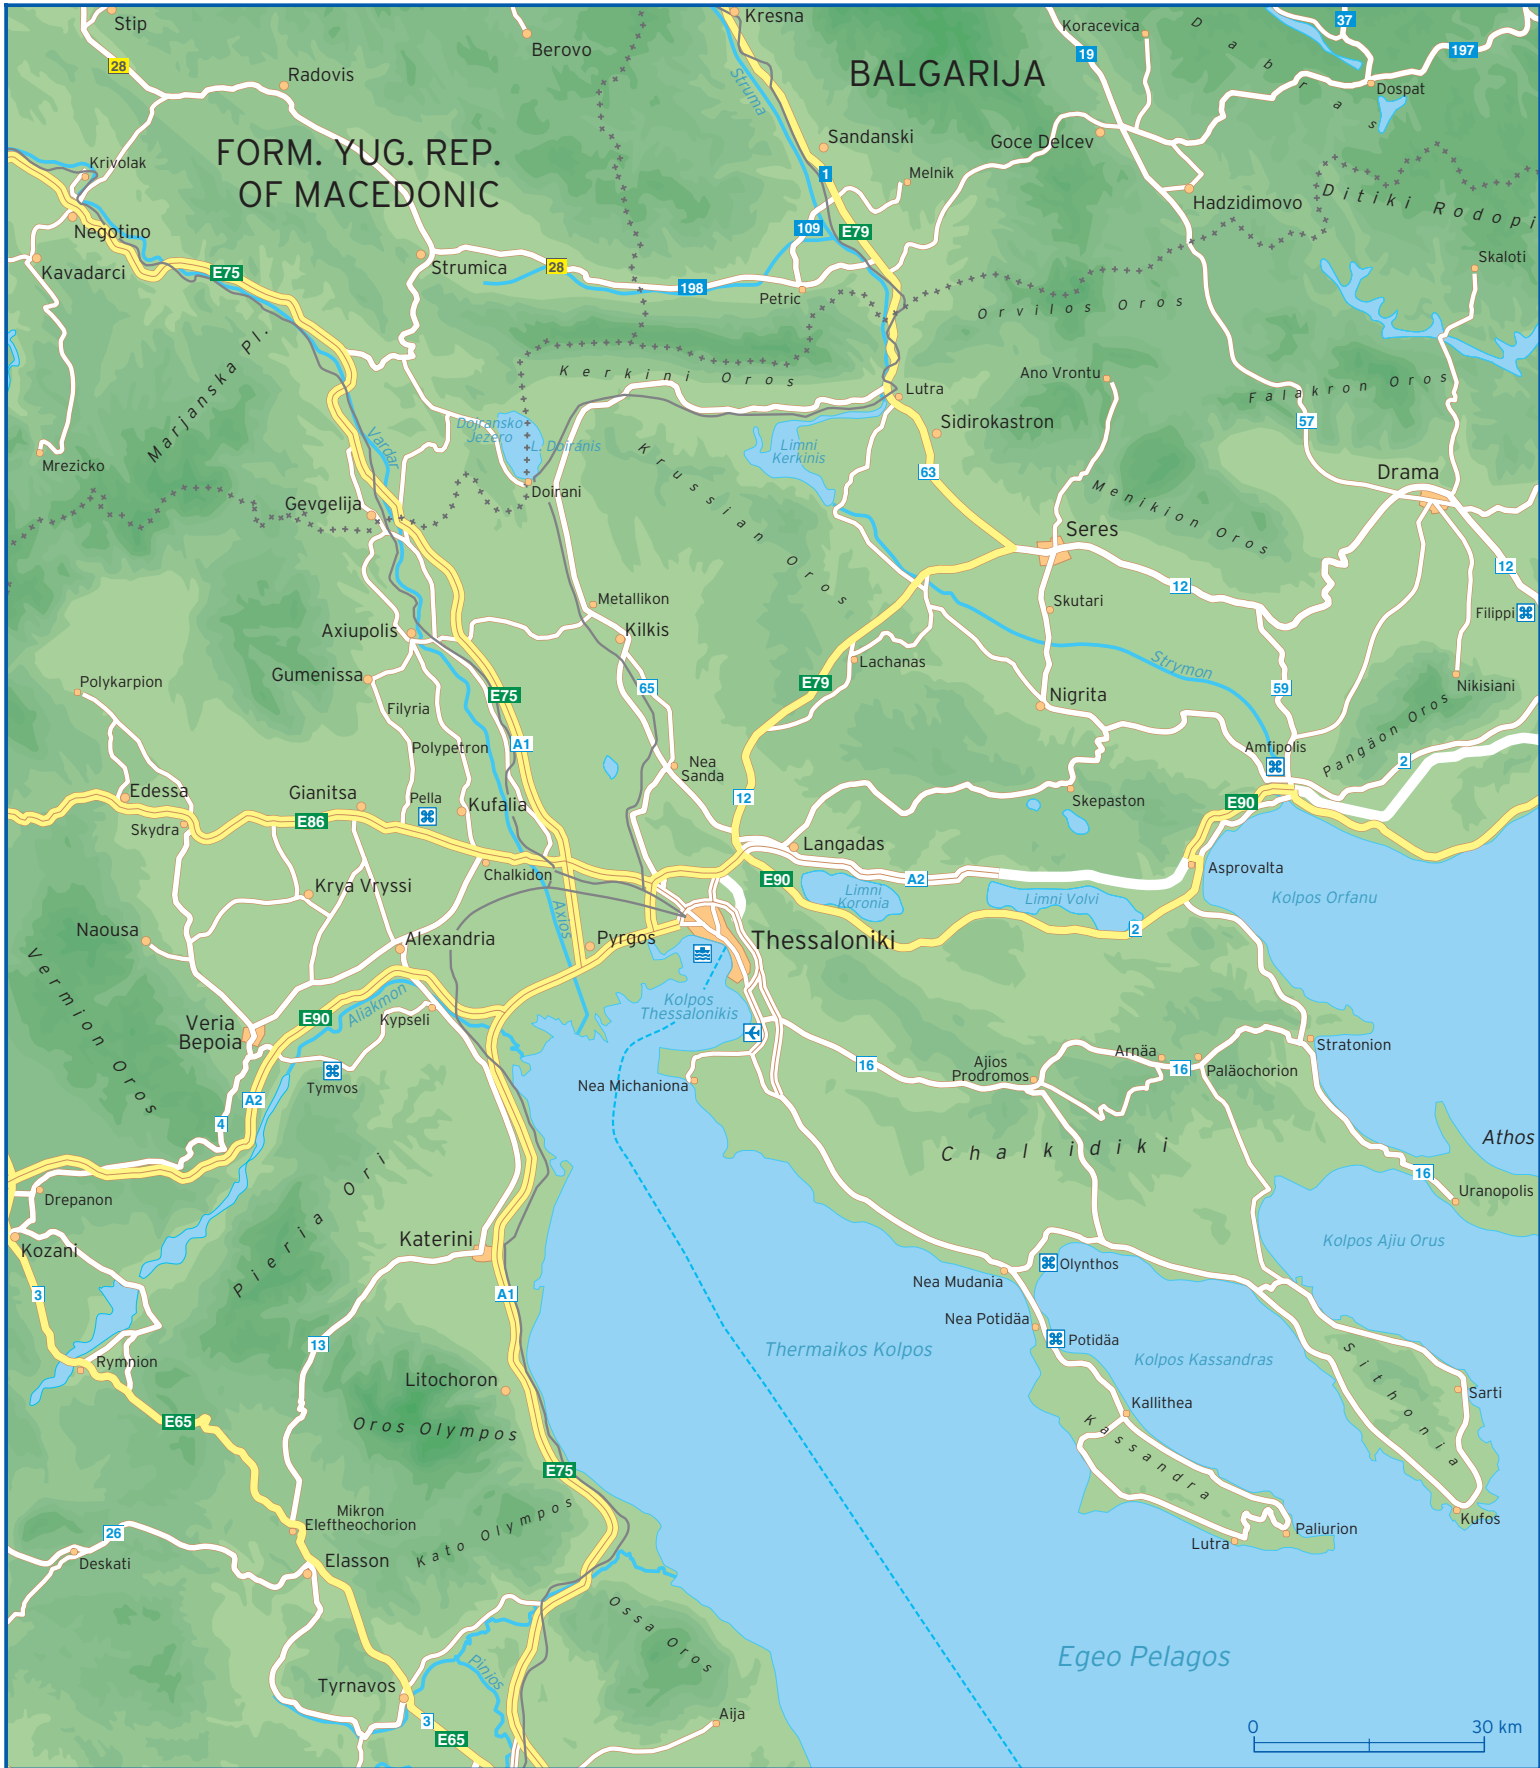 Stip
Kresna
Koracevica
37
Berovo
19
197
28
Radovis
BALGARIJA
Dabras
Dospat
Struma
Sandanski
Goce Delcev
FORM. YUG. REP.
OF MACEDONIC
Krivolak
1
Melnik
Hadzidimovo
Ditiki Rodopi
Negotino
109
E79
Kavadarci
E75
Strumica
28
198
Petric
Skaloti
Orvilos Oros
Marjanska Pl.
Kerkini Oros
Ano Vrontu
Falakron Oros
Lutra
57
Dojransko
Jezero
L. Doiranis
Sidirokastron
Vardar
Limni
Kerkinis
Mrezicko
63
Drama
Krussian Oros
Doirani
Menikion Oros
Gevgelija
Seres
12
12
Metallikon
Skutari
Filippi
Axiupolis
Kilkis
Lachanas
Strymon
Gumenissa
Polykarpion
65
E79
59
Nikisiani
E75
Nigrita
Filyria
Pangäon Oros
Polypetron
A1
Amfipolis
Nea
Sanda
2
Edessa
Gianitsa
Pella
Kufalia
12
Skepaston
E90
Skydra
E86
Langadas
Chalkidon
Asprovalta
Krya Vryssi
E90
A2
Limni
Koronia
Limni Volvi
Kolpos Orfanu
Naousa
Axios
2
Alexandria
Pyrgos
Thessaloniki
Vermion Oros
Aliakmon
Kolpos
Thessalonikis
Veria
Bepoia
E90
Kypseli
Stratonion
Arnäa
Ajios
Prodromos
16
16
Paläochorion
Tymvos
Nea Michaniona
A2
4
Athos
Chalkidiki
Pieria Ori
16
Drepanon
Uranopolis
Katerini
Kozani
Kolpos Ajiu Orus
Olynthos
Nea Mudania
3
A1
Nea Potidäa
13
Potidäa
Thermaikos Kolpos
Kolpos Kassandras
Rymnion
Sithonia
Litochoron
Sarti
Kallithea
E65
Oros Olympos
Kassandra
E75
Mikron
Eleftheochorion
Kato Olympos
Kufos
26
Paliurion
Deskati
Elasson
Lutra
Ossa Oros
Egeo Pelagos
Pinios
Tyrnavos
Aija
3
E65
0 30 km